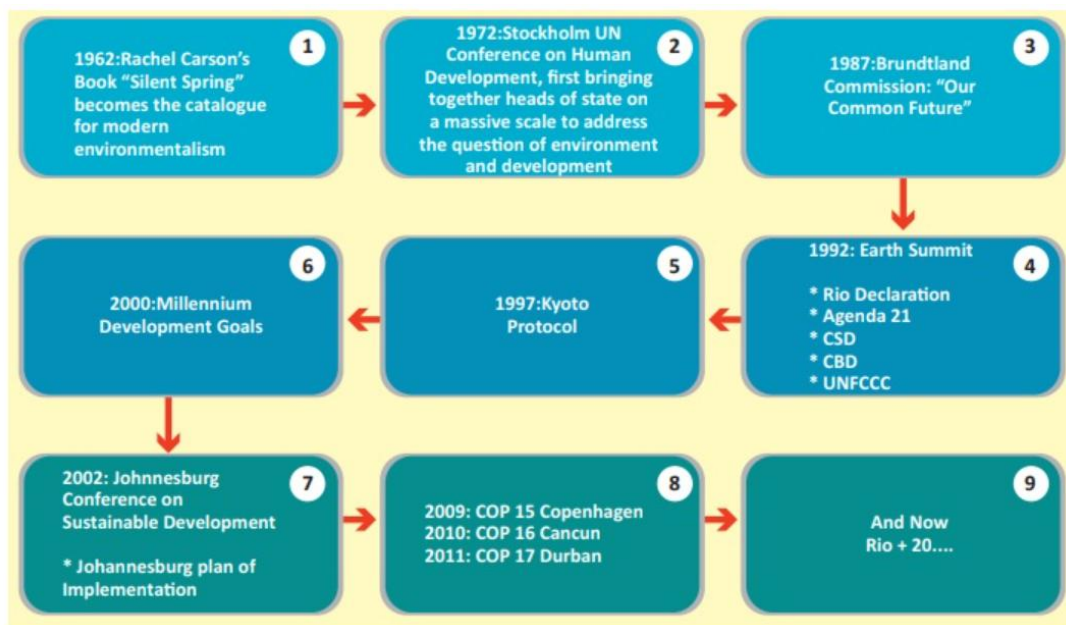 1
1962:Rachel Carson's
Book "Silent Spring"
becomes the catalogue
for modern
environmentalism
2
1972:Stockholm UN
Conference on Human
Development, first bringing
together heads of state on
a massive scale to address
the question of environment
and development
3
1987:Brundtland
Commission: "Our
Common Future"
4
1992: Earth Summit
* Rio Declaration
* Agenda 21
* CSD
* CBD
* UNFCCC
5
1997:Kyoto
Protocol
6
2000:Millennium
Development Goals
7
2002: Johnnesburg
Conference on
Sustainable Development
* Johannesburg plan of
Implementation
8
2009: COP 15 Copenhagen
2010: COP 16 Cancun
2011: COP 17 Durban
9
And Now
Rio + 20....